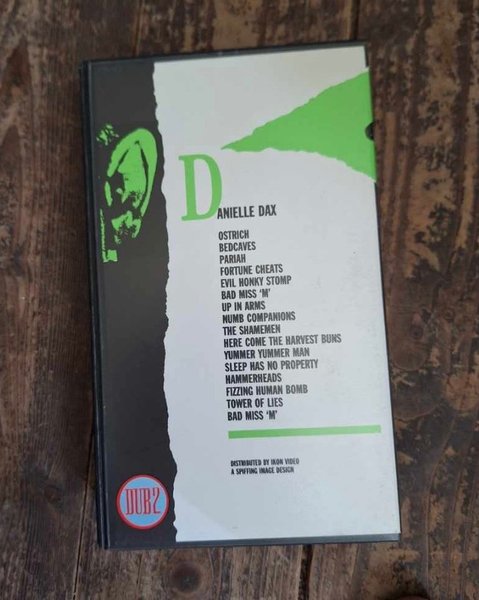 DANIELLE DAX
OSTRICH
BEDCAVES
PARIAH
FORTUNE CHEATS
EVIL HONKY STOMP
BAD MISS 'M'
UP IN ARMS
NUMB COMPANIONS
THE SHAMEMEN
HERE COME THE HARVEST BUNS
YUMMER YUMMER MAN
SLEEP HAS NO PROPERTY
HAMMERHEADS
FIZZING HUMAN BOMB
TOWER OF LIES
BAD MISS 'M'
DISTRIBUTED BY IKON VIDEO
A SPIFFING IMAGE DESIGN
DUB2